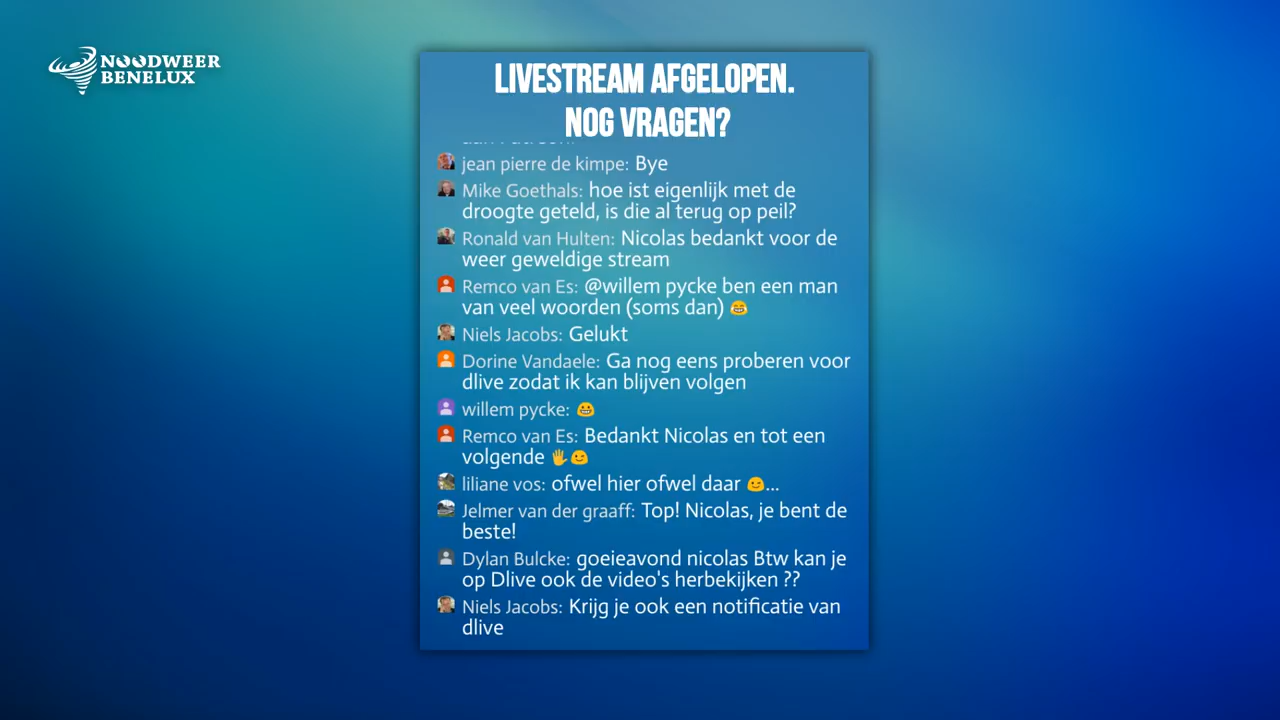 NOODWEER
BENELUX
LIVESTREAM AFGELOPEN.
NOG VRAGEN?
jean pierre de kimpe: Bye
Mike Goethals: hoe ist eigenlijk met de
droogte geteld, is die al terug op peil?
Ronald van Hulten: Nicolas bedankt voor de
weer geweldige stream
Remco van Es: @willem pycke ben een man
van veel woorden (soms dan) 😂
Niels Jacobs: Gelukt
Dorine Vandaele: Ga nog eens proberen voor
dlive zodat ik kan blijven volgen
willem pycke: 😀
Remco van Es: Bedankt Nicolas en tot een
volgende 🖐😉
liliane vos: ofwel hier ofwel daar 😉...
Jelmer van der graaff: Top! Nicolas, je bent de
beste!
Dylan Bulcke: goeieavond nicolas Btw kan je
op Dlive ook de video's herbekijken ??
Niels Jacobs: Krijg je ook een notificatie van
dlive